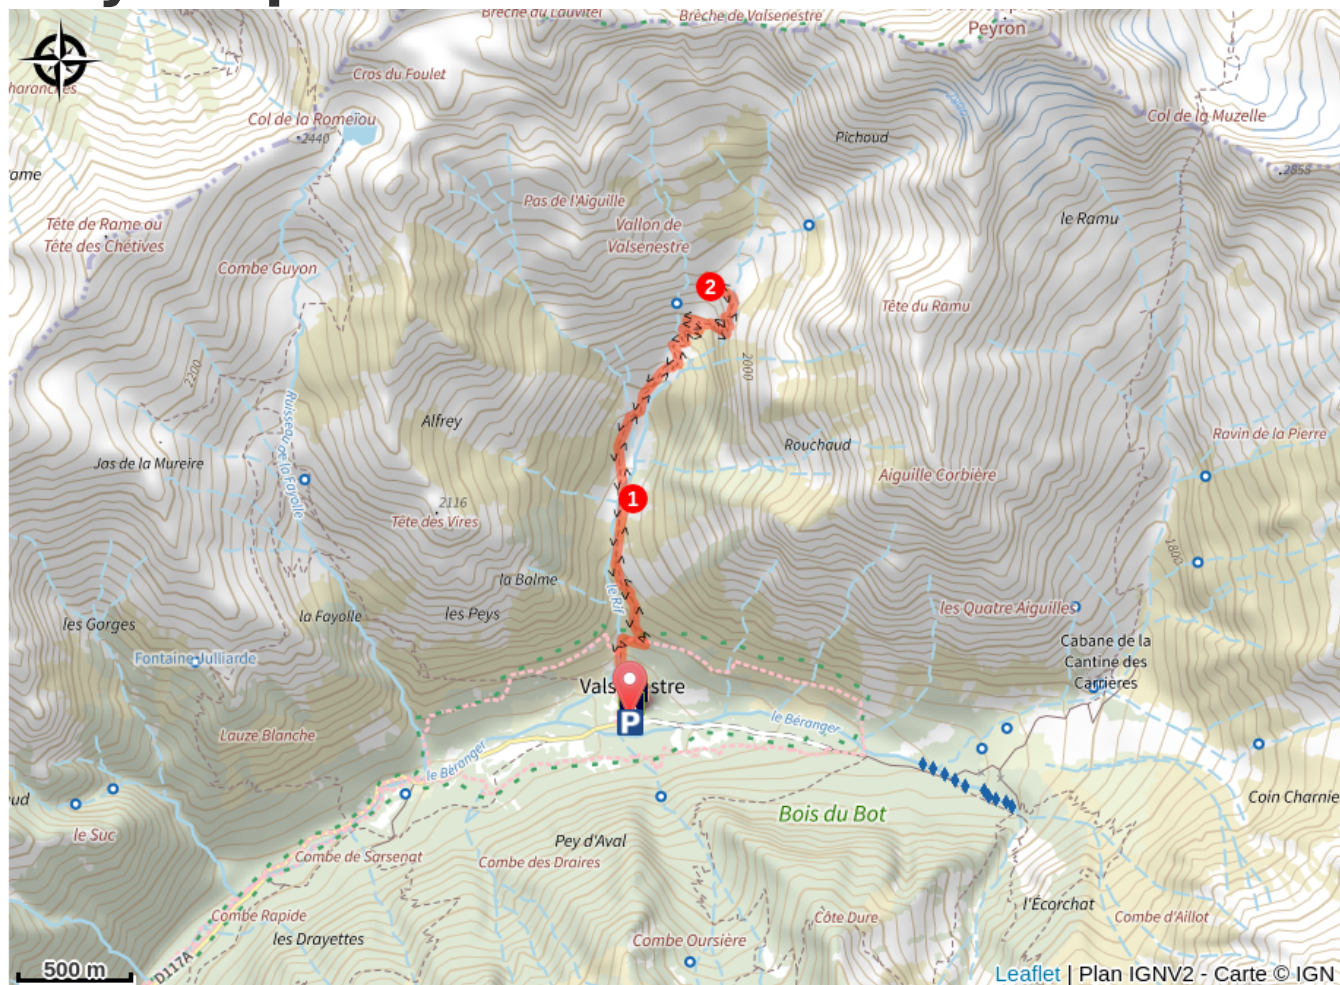 Brèche du Lauvitel
Brèche de Valsenestre
Peyron
Cros du Foulet
Col de la Romeïou
2440
Col de la Muzelle
Pichoud
2855
Pas de l'Aiguille
Vallon de
Valsenestre
le Ramu
Tête de Rame ou
Tête des Chétives
Combe Guyon
2
Tête du Ramu
2200
2000
Alfrey
Rouchaud
Ravin de la Pierre
Jas de la Mureire
Ruisseau de la Fayolle
Aiguille Corbière
2116
Tête des Vires
1
1800
la Balme
le Rif
les Quatre Aiguilles
la Fayolle
les Peys
les Gorges
Cabane de la
Cantine des
Carrières
Fontaine Julliarde
P
le Béranger
Lauze Blanche
le Béranger
Coin Charnie
le Suc
Bois du Bot
Pey d'Aval
Combe de Sarsenat
Combe des Draires
l'Écorchat
Combe Rapide
Côte Dure
Combe d'Aillot
les Drayettes
Combe Oursière
D117A
500 m
Leaflet | Plan IGNV2 - Carte © IGN